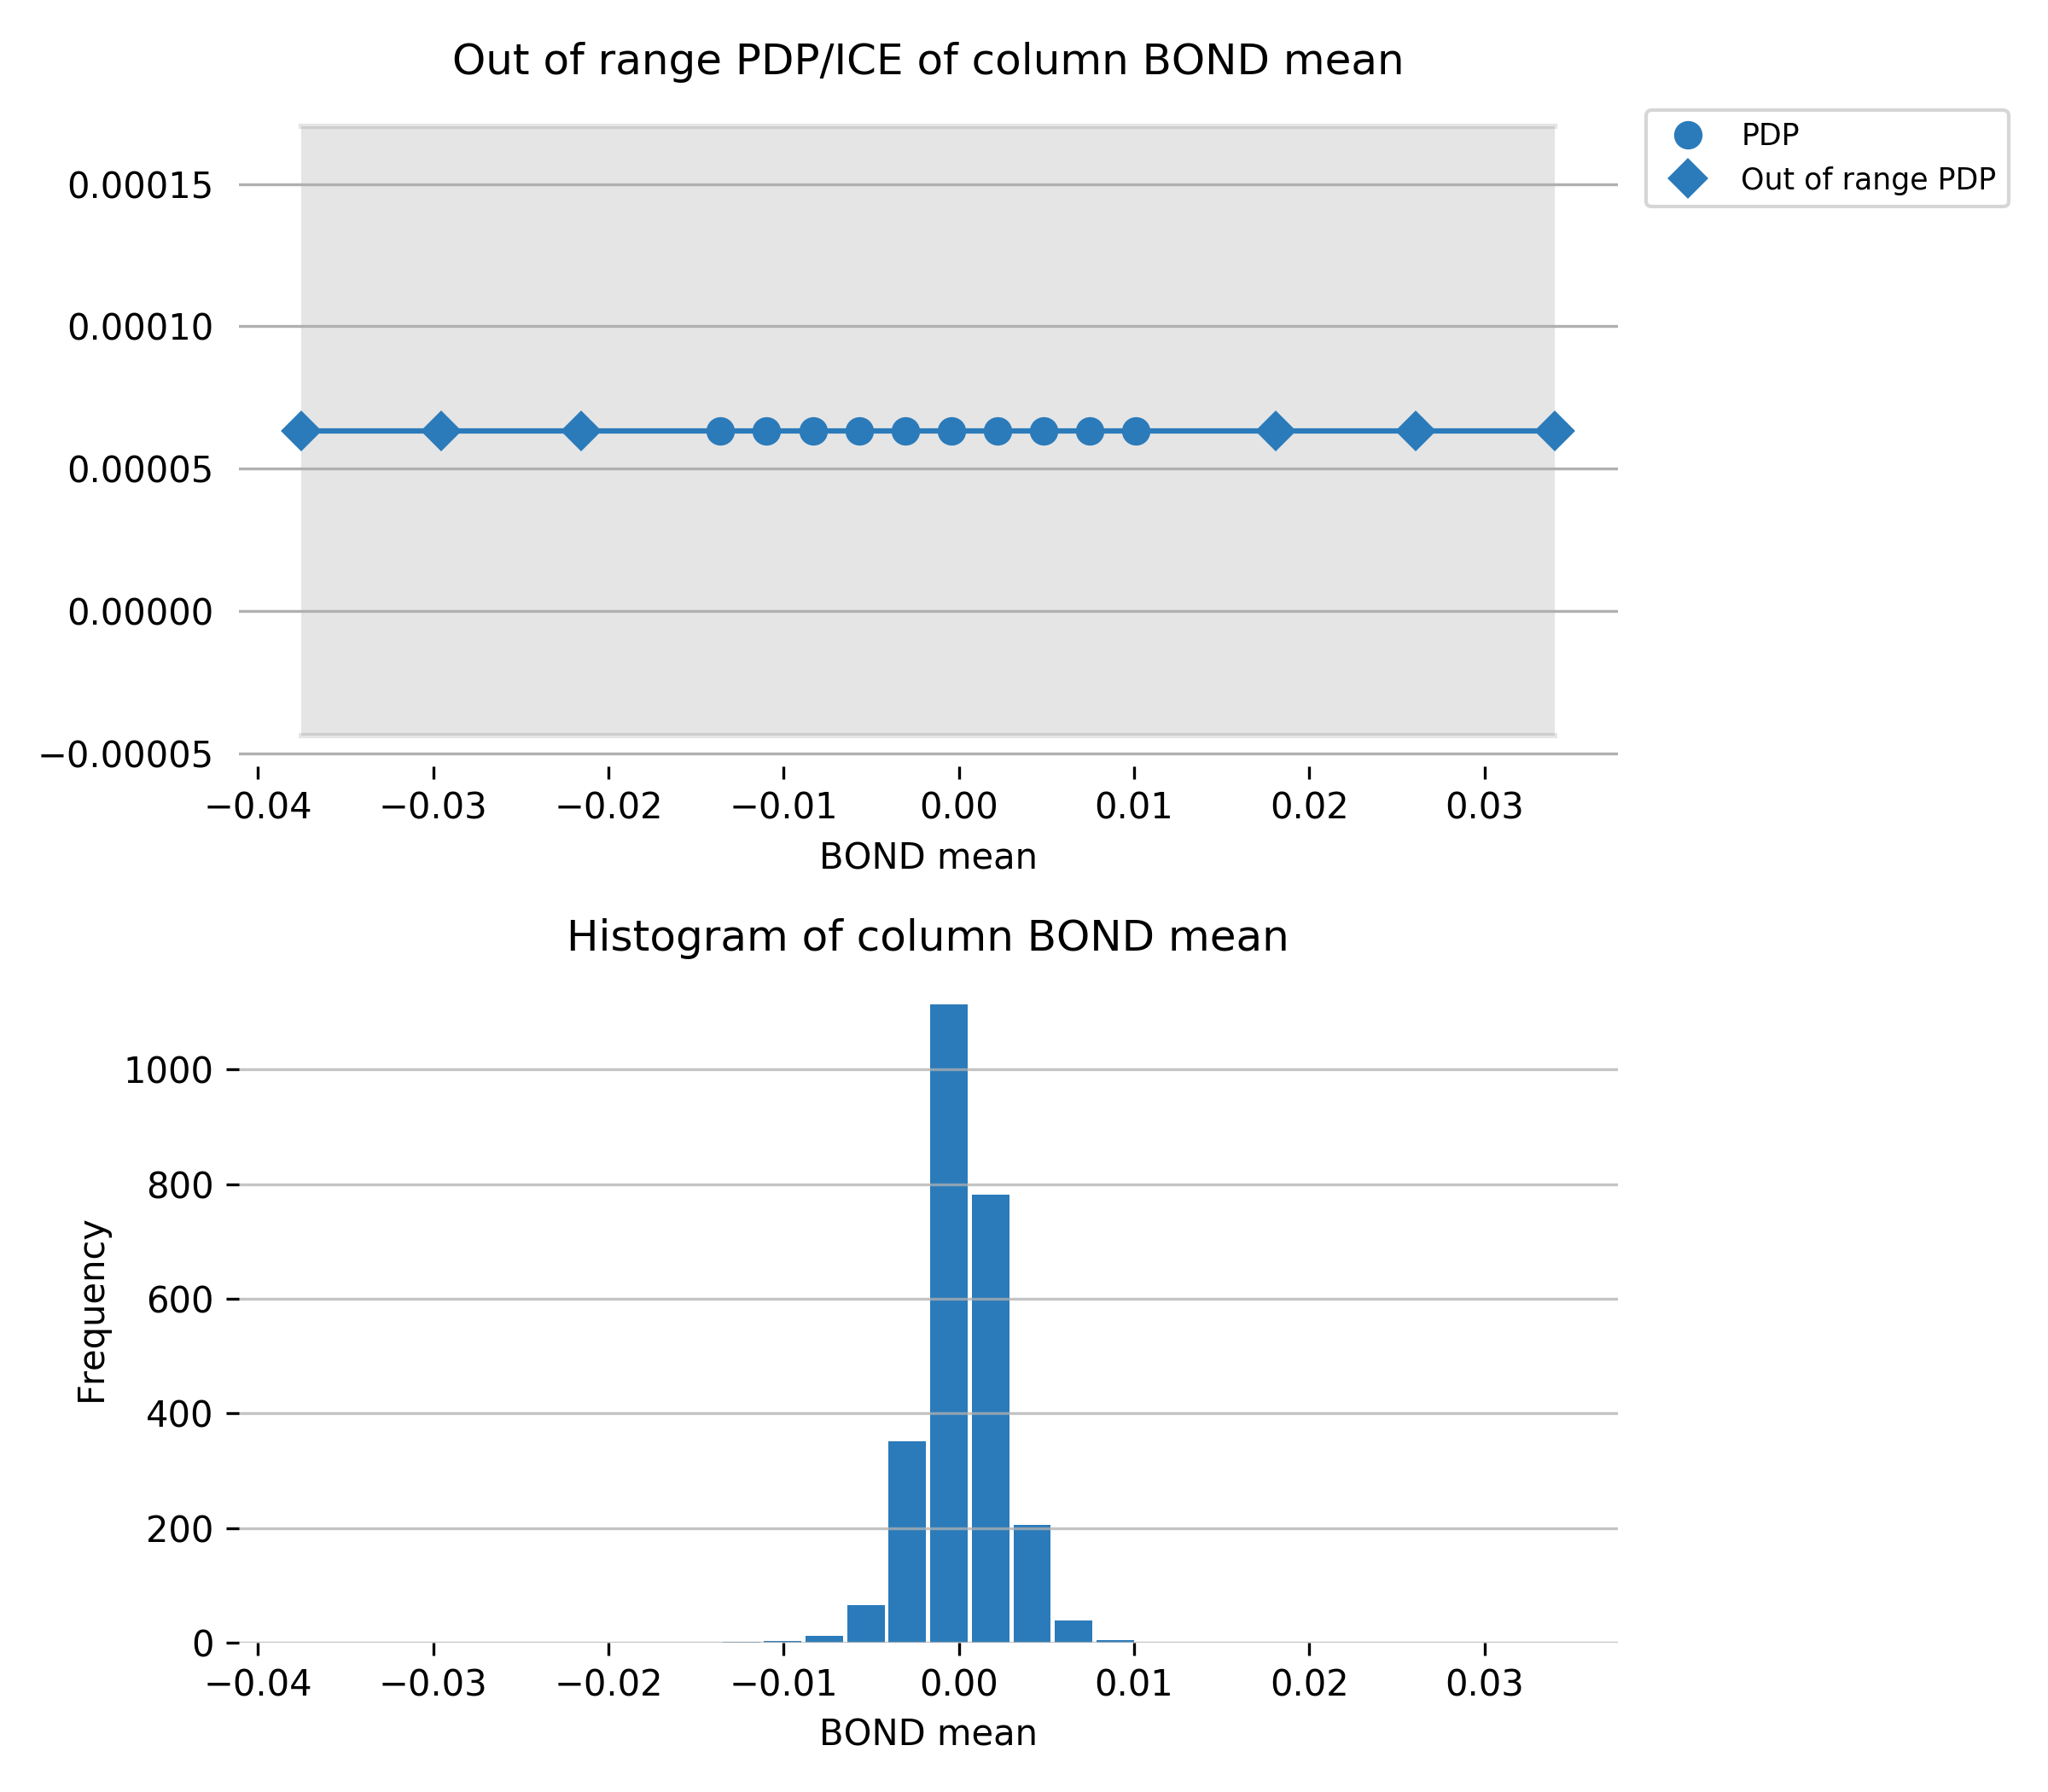 Out of range PDP/ICE of column BOND mean
PDP
Out of range PDP
0.00015
0.00010
0.00005
0.00000
−0.00005
−0.04 −0.03 −0.02 −0.01 0.00 0.01 0.02 0.03
BOND mean
Histogram of column BOND mean
1000
800
600
400
200
0
Frequency
−0.04 −0.03 −0.02 −0.01 0.00 0.01 0.02 0.03
BOND mean